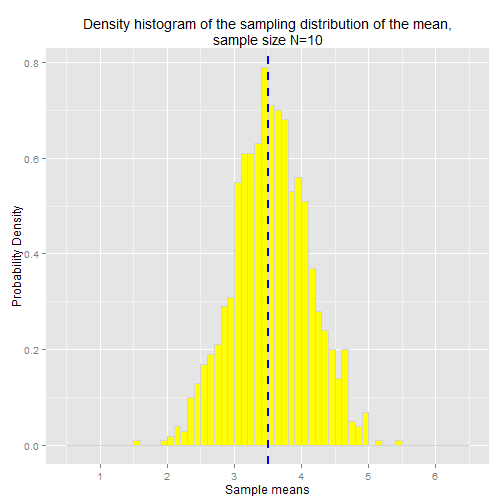 Density histogram of the sampling distribution of the mean,
sample size N=10
Probability Density
0.8
0.6
0.4
0.2
0.0
1 2 3 4 5 6
Sample means